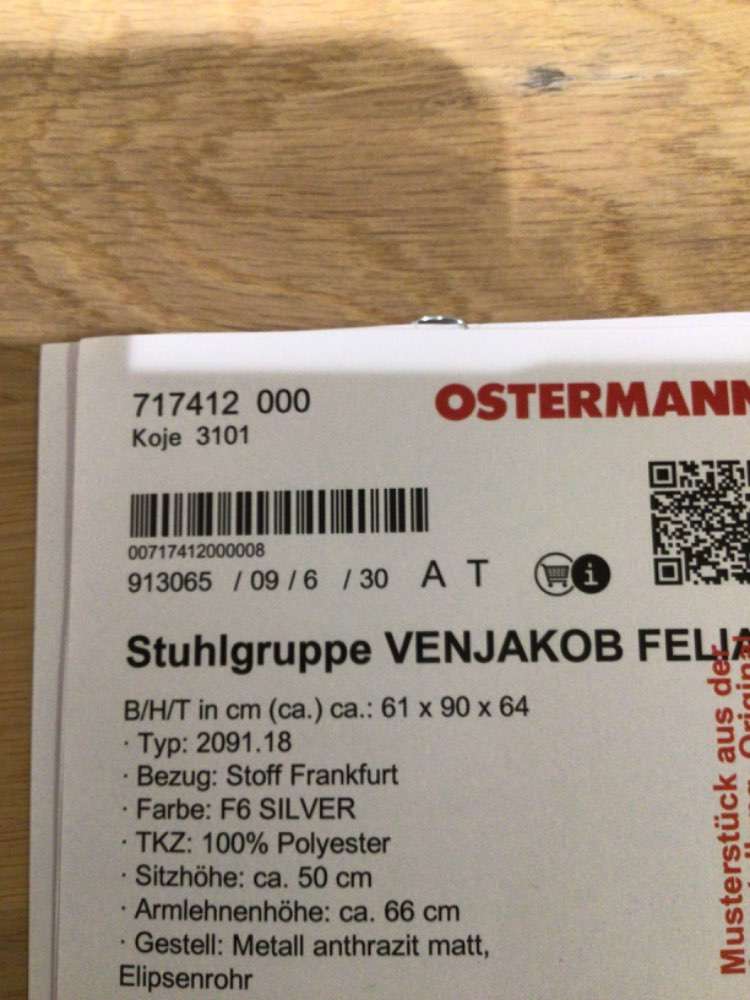 717412 000
Koje 3101
OSTERMANN
00717412000008
913065 / 09 / 6 / 30 A T
i
Stuhlgruppe VENJAKOB FELIA
B/H/T in cm (ca.) ca.: 61 x 90 x 64
· Typ: 2091.18
· Bezug: Stoff Frankfurt
· Farbe: F6 SILVER
· TKZ: 100% Polyester
· Sitzhöhe: ca. 50 cm
· Armlehnenhöhe: ca. 66 cm
· Gestell: Metall anthrazit matt,
Elipsenrohr
Musterstück aus der
Original